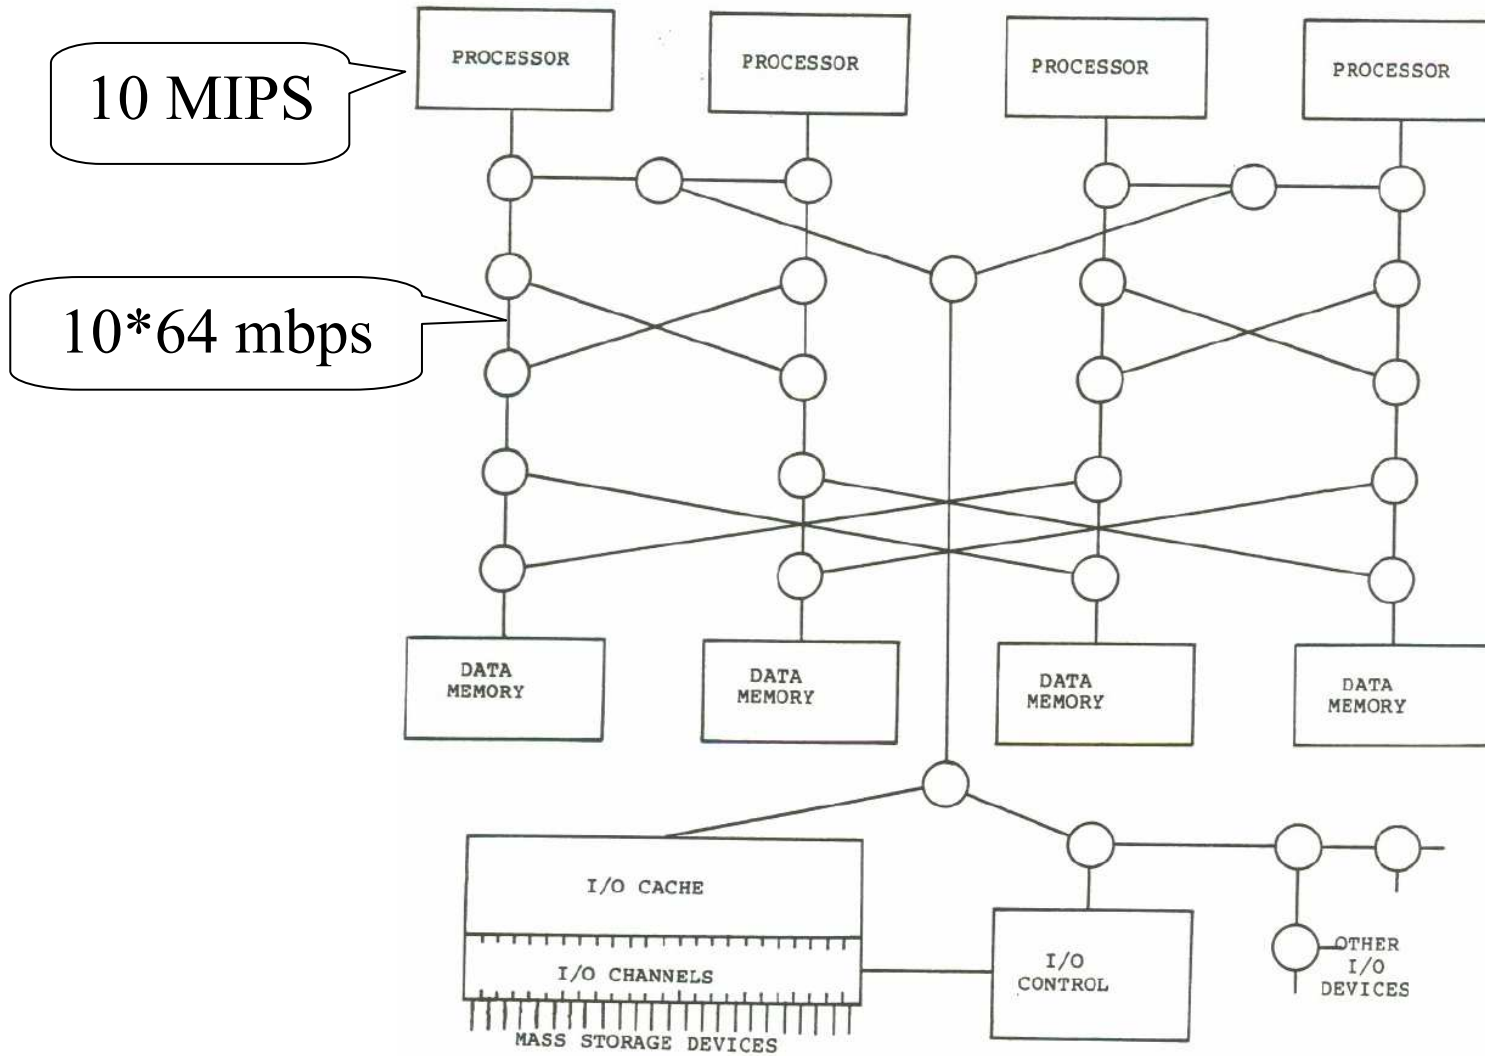 PROCESSOR
PROCESSOR
PROCESSOR
PROCESSOR
10 MIPS
10*64 mbps
DATA
MEMORY
DATA
MEMORY
DATA
MEMORY
DATA
MEMORY
I/O CACHE
I/O CHANNELS
MASS STORAGE DEVICES
I/O
CONTROL
OTHER
I/O
DEVICES